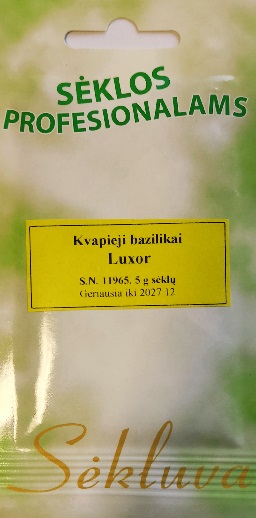 SĖKLOS
PROFESIONALAMS
Kvapieji bazilikai
Luxor
S.N. 11965. 5 g sėklų
Geriausia iki 2027 12
Sėkluva